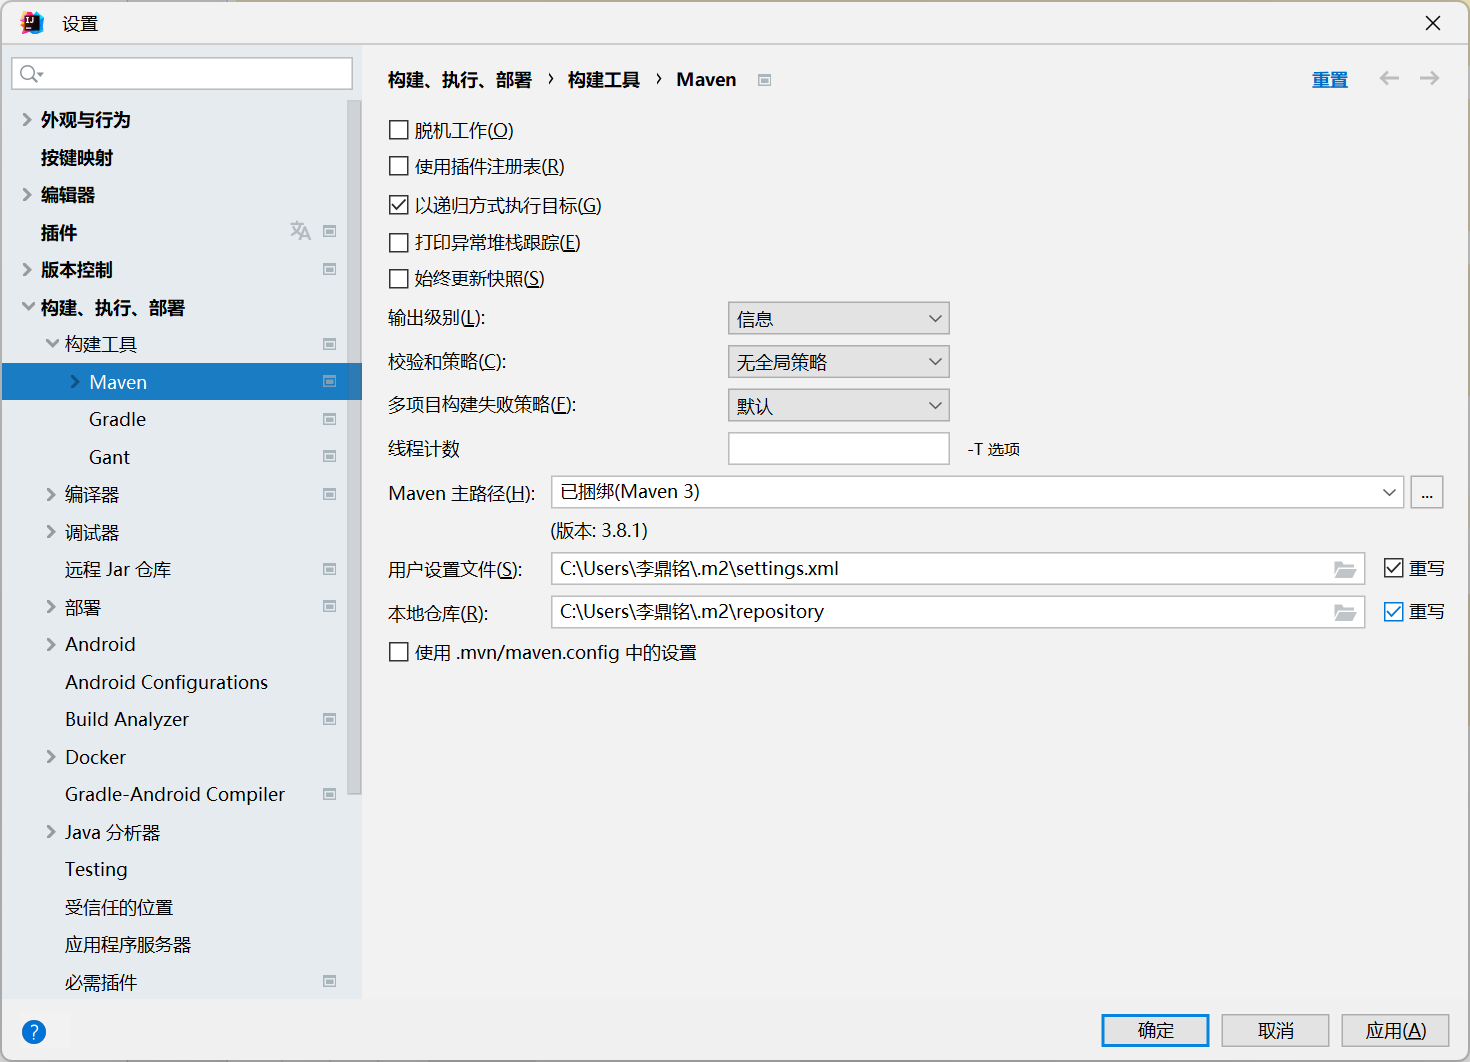 设置
外观与行为
按键映射
编辑器
插件
版本控制
构建、执行、部署
构建工具
Maven
Gradle
Gant
编译器
调试器
远程 Jar 仓库
部署
Android
Android Configurations
Build Analyzer
Docker
Gradle-Android Compiler
Java 分析器
Testing
受信任的位置
应用程序服务器
必需插件
构建、执行、部署 › 构建工具 › Maven
重置
脱机工作(O)
使用插件注册表(R)
以递归方式执行目标(G)
打印异常堆栈跟踪(E)
始终更新快照(S)
输出级别(L): 信息
校验和策略(C): 无全局策略
多项目构建失败策略(F): 默认
线程计数 -T 选项
Maven 主路径(H): 已捆绑(Maven 3) ...
(版本: 3.8.1)
用户设置文件(S): C:\Users\李鼎铭\.m2\settings.xml 重写
本地仓库(R): C:\Users\李鼎铭\.m2\repository 重写
使用 .mvn/maven.config 中的设置
? 确定 取消 应用(A)